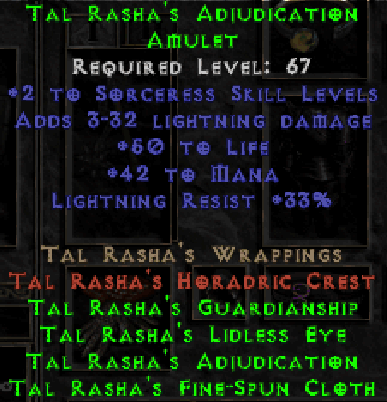 Tal Rasha's Adjudication
Amulet
Required Level: 67
+2 to Sorceress Skill Levels
Adds 3-32 lightning damage
+50 to Life
+42 to Mana
Lightning Resist +33%
Tal Rasha's Wrappings
Tal Rasha's Horadric Crest
Tal Rasha's Guardianship
Tal Rasha's Lidless Eye
Tal Rasha's Adjudication
Tal Rasha's Fine-Spun Cloth